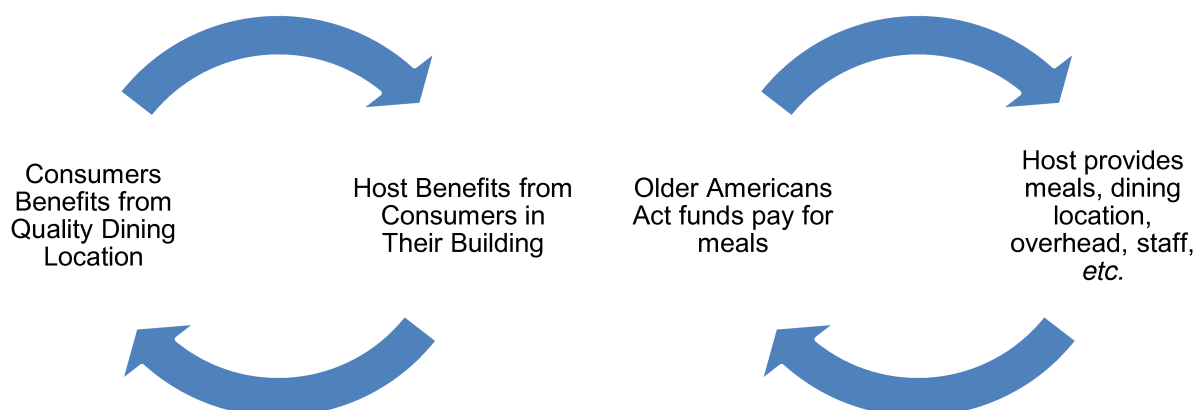 Consumers
Benefits from
Quality Dining
Location
Host Benefits from
Consumers in
Their Building
Older Americans
Act funds pay for
meals
Host provides
meals, dining
location,
overhead, staff,
etc.